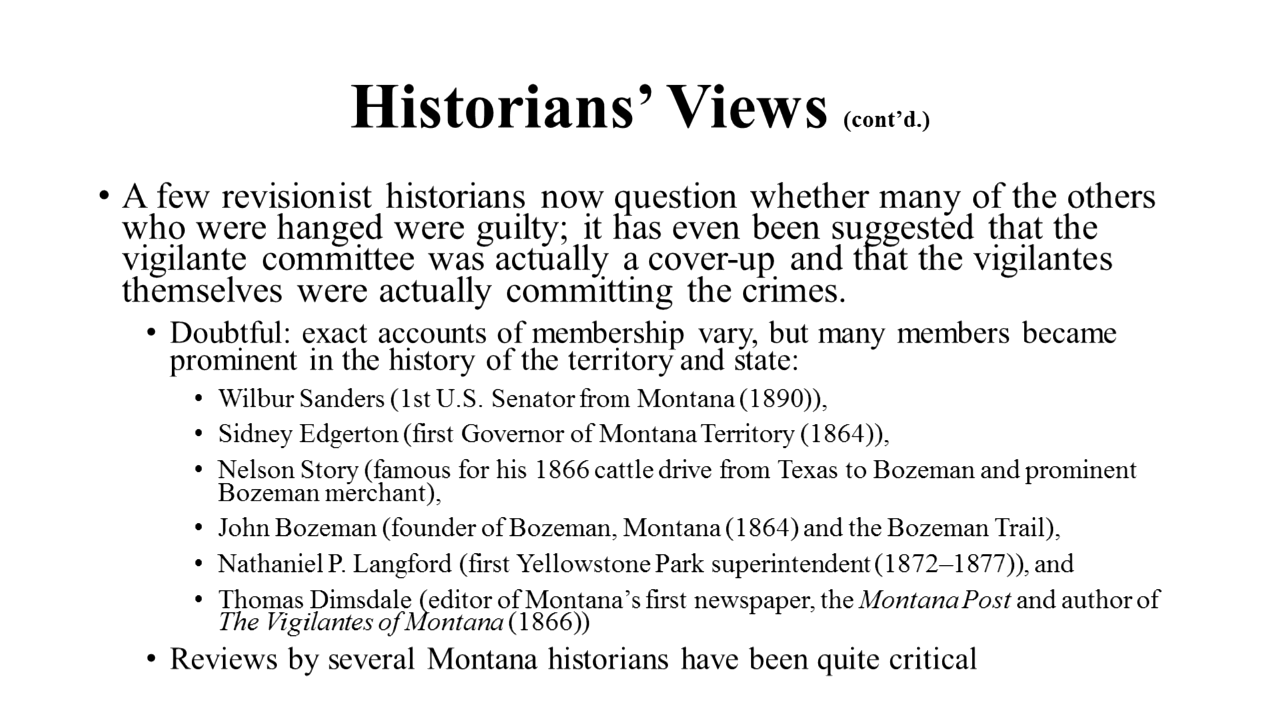 Historians’ Views (cont’d.)
• A few revisionist historians now question whether many of the others
who were hanged were guilty; it has even been suggested that the
vigilante committee was actually a cover-up and that the vigilantes
themselves were actually committing the crimes.
• Doubtful: exact accounts of membership vary, but many members became
prominent in the history of the territory and state:
• Wilbur Sanders (1st U.S. Senator from Montana (1890)),
• Sidney Edgerton (first Governor of Montana Territory (1864)),
• Nelson Story (famous for his 1866 cattle drive from Texas to Bozeman and prominent
Bozeman merchant),
• John Bozeman (founder of Bozeman, Montana (1864) and the Bozeman Trail),
• Nathaniel P. Langford (first Yellowstone Park superintendent (1872–1877)), and
• Thomas Dimsdale (editor of Montana’s first newspaper, the Montana Post and author of
The Vigilantes of Montana (1866))
• Reviews by several Montana historians have been quite critical